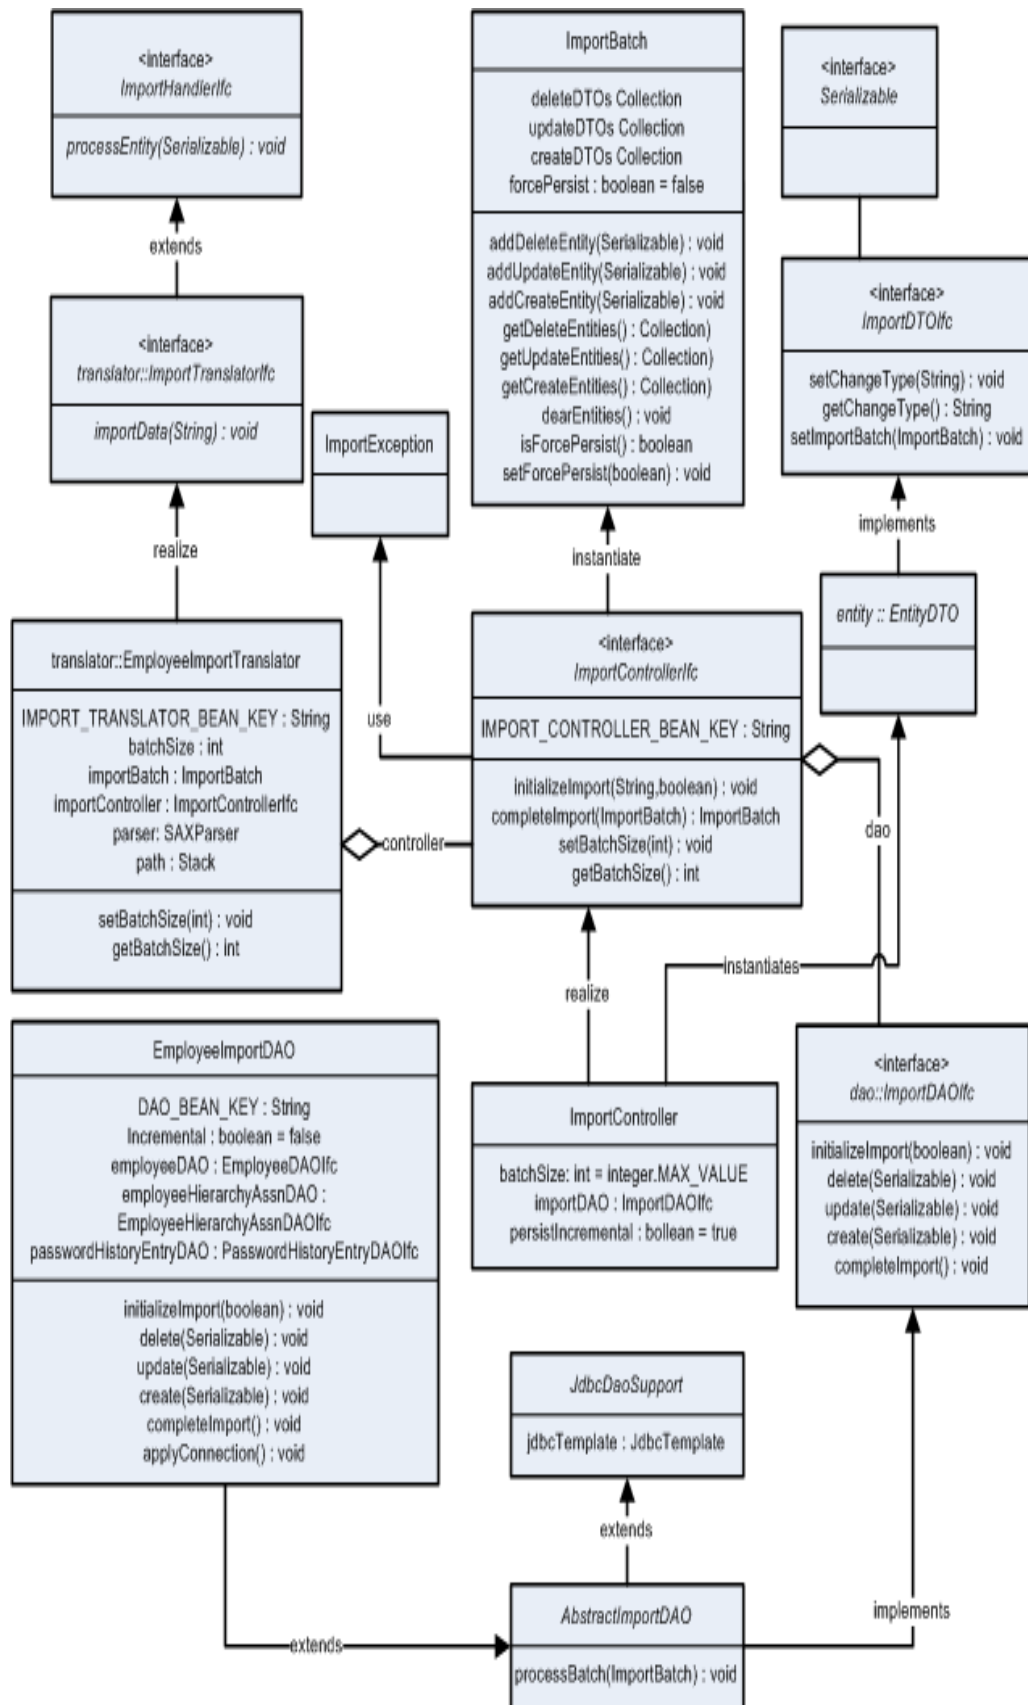 <interface>
ImportHandlerIfc
processEntity(Serializable) : void
extends
<interface>
translator::ImportTranslatorIfc
importData(String) : void
realize
translator::EmployeeImportTranslator
IMPORT_TRANSLATOR_BEAN_KEY : String
batchSize : int
importBatch : ImportBatch
importController : ImportControllerIfc
parser: SAXParser
path : Stack
setBatchSize(int) : void
getBatchSize() : int
controller
ImportException
use
ImportBatch
deleteDTOs Collection
updateDTOs Collection
createDTOs Collection
forcePersist : boolean = false
addDeleteEntity(Serializable) : void
addUpdateEntity(Serializable) : void
addCreateEntity(Serializable) : void
getDeleteEntities() : Collection)
getUpdateEntities() : Collection)
getCreateEntities() : Collection)
dearEntities() : void
isForcePersist() : boolean
setForcePersist(boolean) : void
instantiate
<interface>
ImportControllerIfc
IMPORT_CONTROLLER_BEAN_KEY : String
initializeImport(String,boolean) : void
completeImport(ImportBatch) : ImportBatch
setBatchSize(int) : void
getBatchSize() : int
realize
instantiates
ImportController
batchSize: int = integer.MAX_VALUE
importDAO : ImportDAOIfc
persistIncremental : bollean = true
<interface>
Serializable
<interface>
ImportDTOIfc
setChangeType(String) : void
getChangeType() : String
setImportBatch(ImportBatch) : void
implements
entity :: EntityDTO
dao
<interface>
dao::ImportDAOIfc
initializeImport(boolean) : void
delete(Serializable) : void
update(Serializable) : void
create(Serializable) : void
completeImport() : void
EmployeeImportDAO
DAO_BEAN_KEY : String
Incremental : boolean = false
employeeDAO : EmployeeDAOIfc
employeeHierarchyAssnDAO :
EmployeeHierarchyAssnDAOIfc
passwordHistoryEntryDAO : PasswordHistoryEntryDAOIfc
initializeImport(boolean) : void
delete(Serializable) : void
update(Serializable) : void
create(Serializable) : void
completeImport() : void
applyConnection() : void
extends
JdbcDaoSupport
jdbcTemplate : JdbcTemplate
extends
AbstractImportDAO
processBatch(ImportBatch) : void
implements